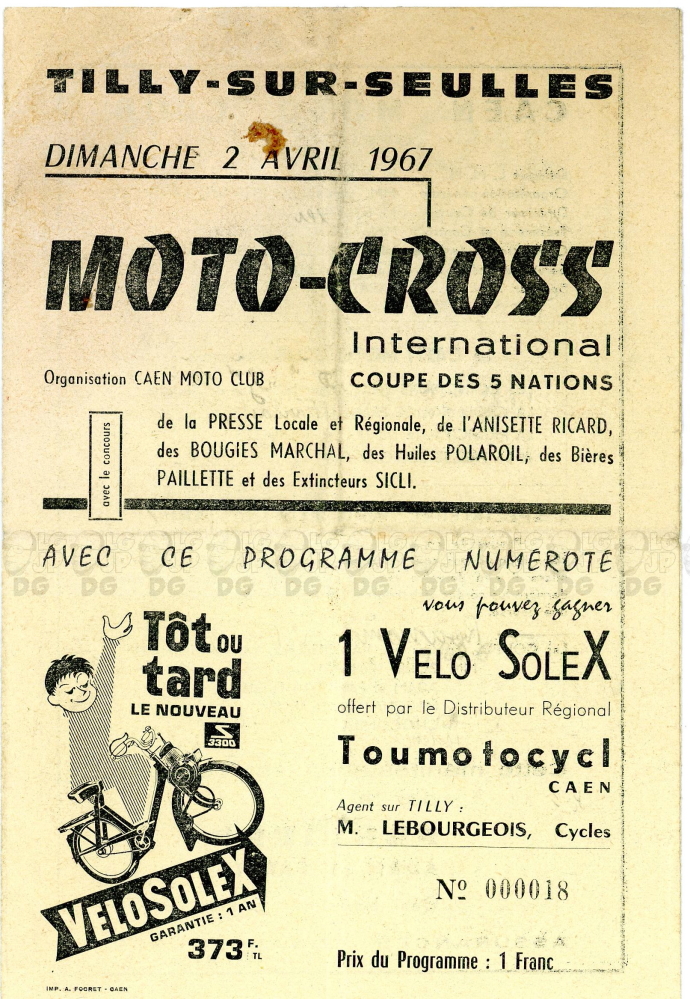 TILLY-SUR-SEULLES
DIMANCHE 2 AVRIL 1967
MOTO-CROSS
International
Organisation CAEN MOTO CLUB
COUPE DES 5 NATIONS
avec le concours
de la PRESSE Locale et Régionale, de l'ANISETTE RICARD,
des BOUGIES MARCHAL, des Huiles POLAROIL, des Bières
PAILLETTE et des Extincteurs SICLI.
AVEC CE PROGRAMME NUMEROTE
vous pouvez gagner
1 VELO SOLEX
offert par le Distributeur Régional
Toumotocycl
CAEN
Agent sur TILLY :
M. LEBOURGEOIS, Cycles
Nº 000018
Prix du Programme : 1 Franc
Tôt ou
tard
LE NOUVEAU
S
3300
VELOSOLEX
GARANTIE : 1 AN
373 F.
TL
IMP. A. FOCRET - CAEN